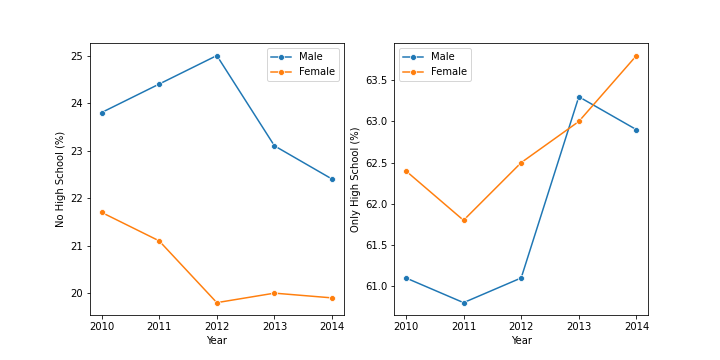 25
24
23
22
21
20
No High School (%)
2010 2011 2012 2013 2014
Year
Male
Female
63.5
63.0
62.5
62.0
61.5
61.0
Only High School (%)
2010 2011 2012 2013 2014
Year
Male
Female